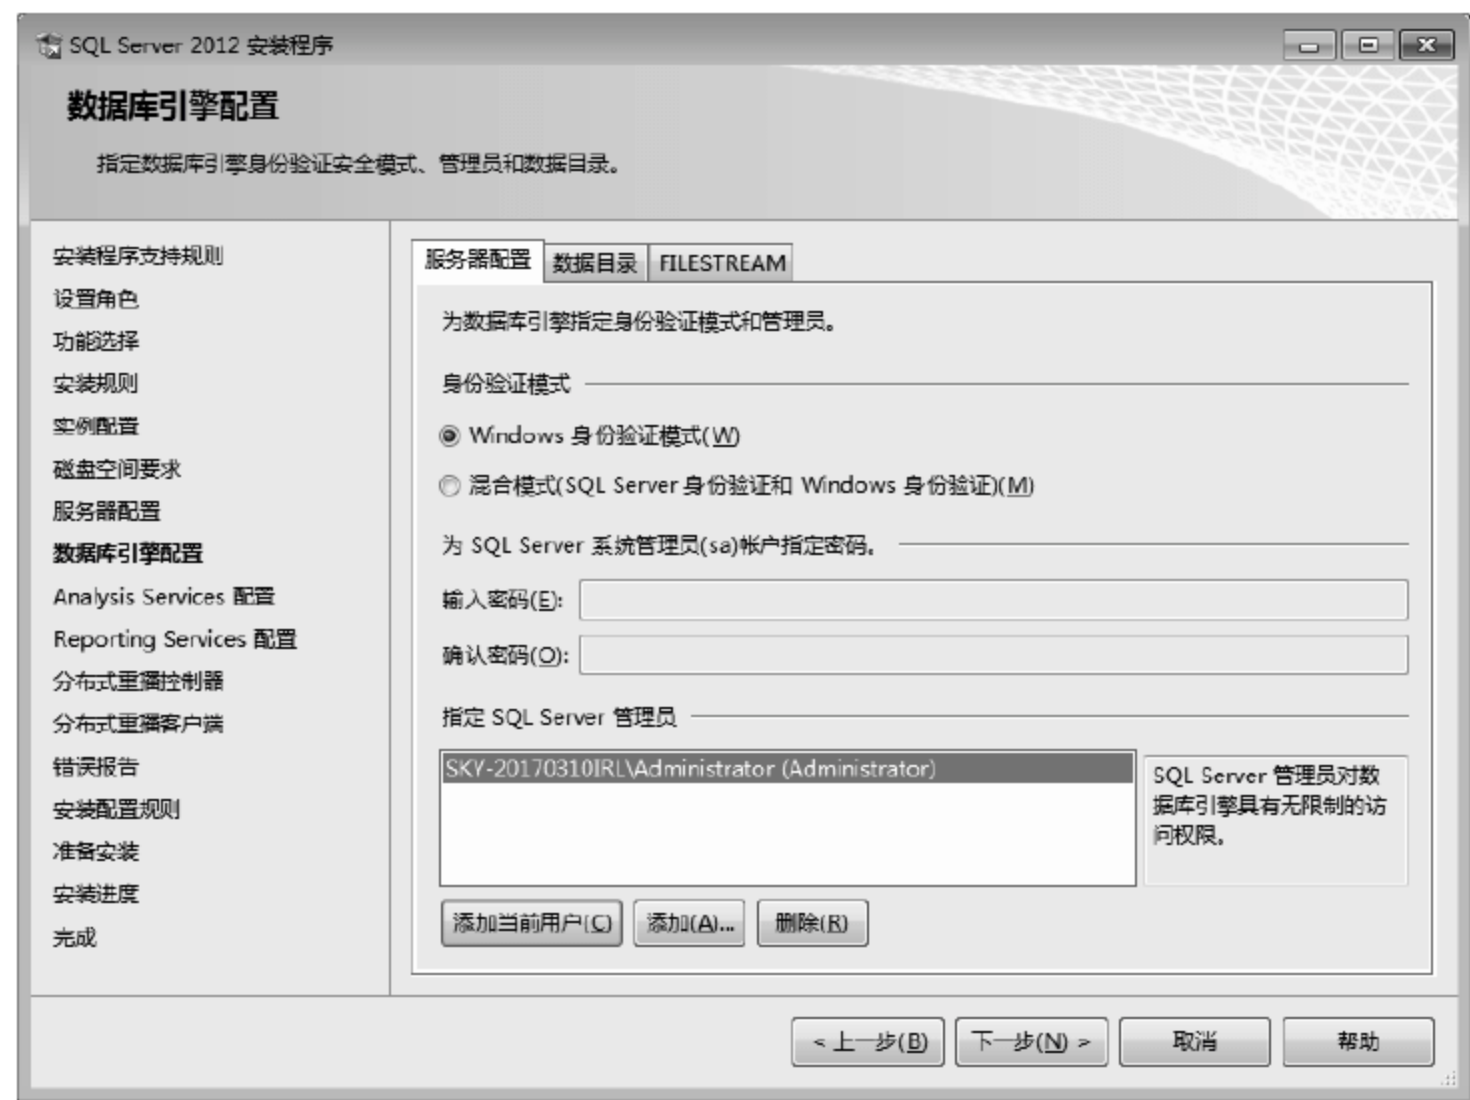 SQL Server 2012 安装程序
数据库引擎配置
指定数据库引擎身份验证安全模式、管理员和数据目录。
安装程序支持规则
设置角色
功能选择
安装规则
实例配置
磁盘空间要求
服务器配置
数据库引擎配置
Analysis Services 配置
Reporting Services 配置
分布式重播控制器
分布式重播客户端
错误报告
安装配置规则
准备安装
安装进度
完成
服务器配置 数据目录 FILESTREAM
为数据库引擎指定身份验证模式和管理员。
身份验证模式
Windows 身份验证模式(W)
混合模式(SQL Server 身份验证和 Windows 身份验证)(M)
为 SQL Server 系统管理员(sa)帐户指定密码。
输入密码(E):
确认密码(O):
指定 SQL Server 管理员
SKY-20170310IRL\Administrator (Administrator)
SQL Server 管理员对数
据库引擎具有无限制的访
问权限。
添加当前用户(C) 添加(A)... 删除(R)
< 上一步(B) 下一步(N) > 取消 帮助